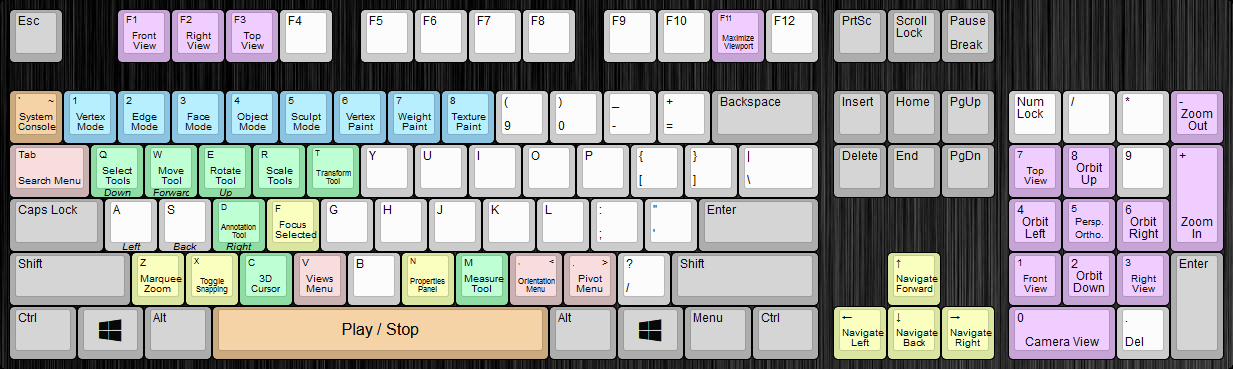 Esc
F1
Front
View
F2
Right
View
F3
Top
View
F4
F5
F6
F7
F8
F9
F10
F11
Maximize
Viewport
F12
PrtSc
Scroll
Lock
Pause
Break
` ~
System
Console
1
Vertex
Mode
2
Edge
Mode
3
Face
Mode
4
Object
Mode
5
Sculpt
Mode
6
Vertex
Paint
7
Weight
Paint
8
Texture
Paint
(
9
)
0
_
-
+
=
Backspace
Insert
Home
PgUp
Num
Lock
/
*
-
Zoom
Out
Tab
Search Menu
Q
Select
Tools
Down
W
Move
Tool
Forward
E
Rotate
Tool
Up
R
Scale
Tools
T
Transform
Tool
Y
U
I
O
P
{
[
}
]
|
\
Delete
End
PgDn
7
Top
View
8
Orbit
Up
9
+
Zoom
In
Caps Lock
A
Left
S
Back
D
Annotation
Tool
Right
F
Focus
Selected
G
H
J
K
L
:
;
"
'
Enter
4
Orbit
Left
5
Persp.
Ortho.
6
Orbit
Right
Shift
Z
Marquee
Zoom
X
Toggle
Snapping
C
3D
Cursor
V
Views
Menu
B
N
Properties
Panel
M
Measure
Tool
, <
Orientation
Menu
. >
Pivot
Menu
?
/
Shift
↑
Navigate
Forward
1
Front
View
2
Orbit
Down
3
Right
View
Enter
Ctrl
Alt
Play / Stop
Alt
Menu
Ctrl
←
Navigate
Left
↓
Navigate
Back
→
Navigate
Right
0
Camera View
.
Del